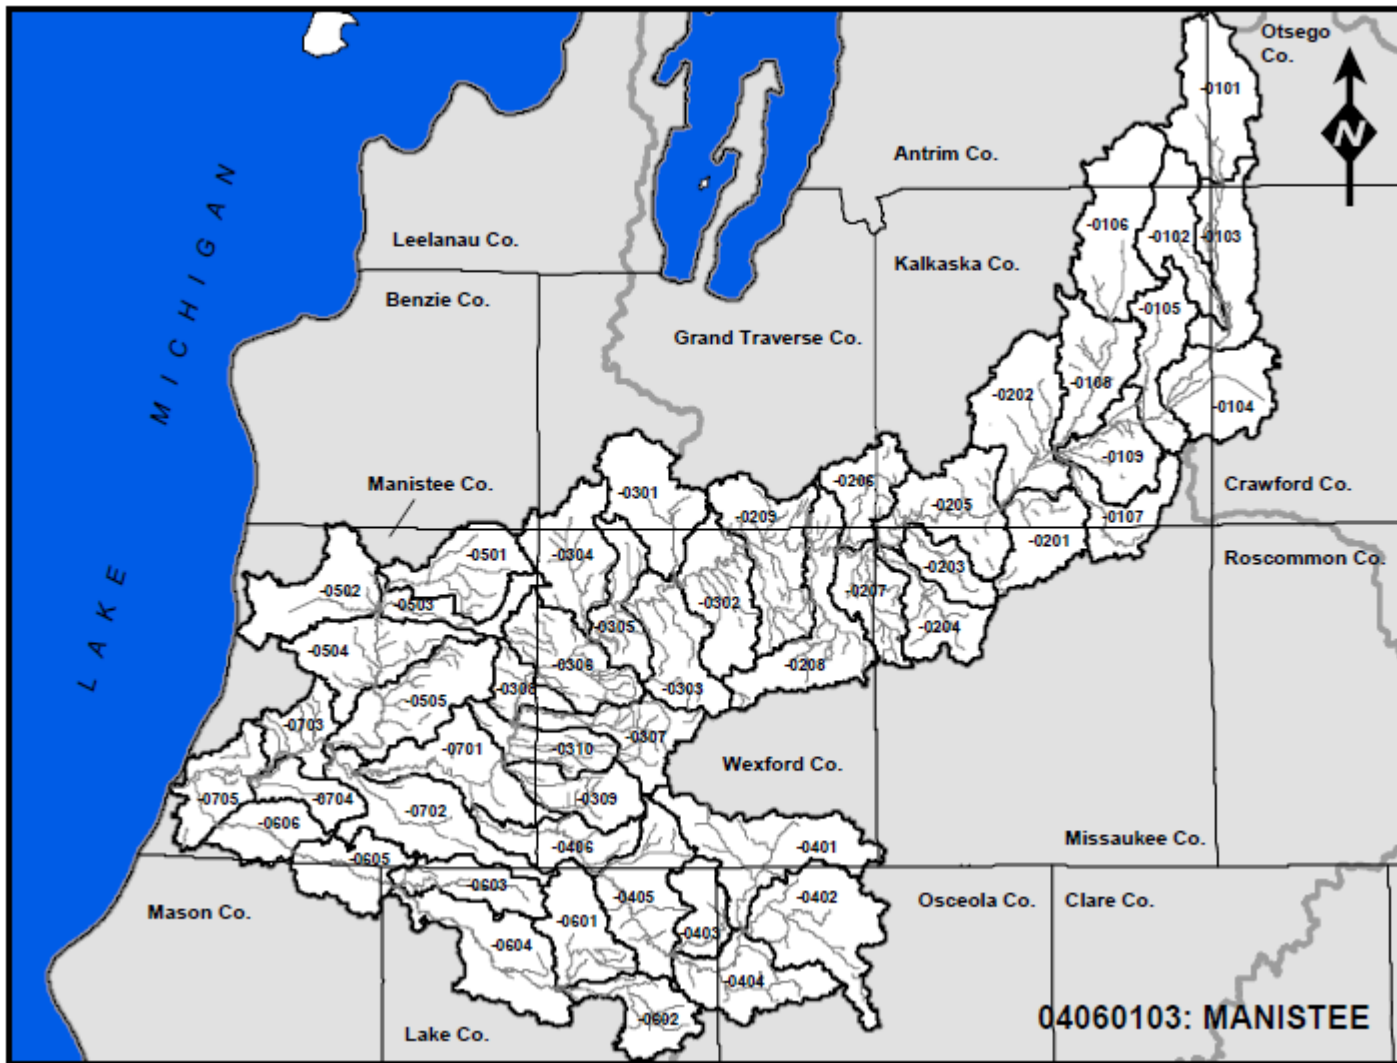 Otsego
Co.
-0101
N
Antrim Co.
-0106
-0102
-0103
Leelanau Co.
Kalkaska Co.
Benzie Co.
-0105
Grand Traverse Co.
LAKE MICHIGAN
-0108
-0202
-0104
-0109
Manistee Co.
-0301
-0206
Crawford Co.
-0209
-0205
-0107
-0501
-0304
-0201
Roscommon Co.
-0502
-0503
-0302
-0207
-0203
-0305
-0204
-0504
-0306
-0208
-0308
-0303
-0505
-0703
-0701
-0310
-0307
Wexford Co.
-0705
-0704
-0702
-0309
-0606
-0406
-0401
Missaukee Co.
-0605
-0603
-0405
-0402
Osceola Co.
Clare Co.
Mason Co.
-0601
-0403
-0604
-0404
-0602
04060103: MANISTEE
Lake Co.